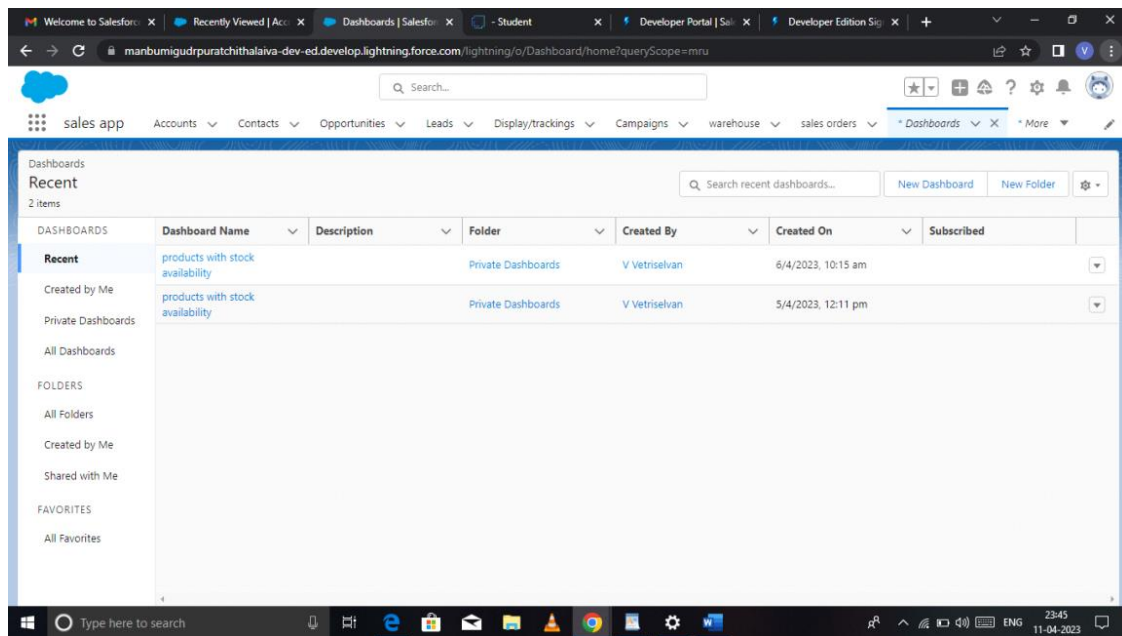 Welcome to Salesforc
Recently Viewed | Acc
Dashboards | Salesfor
- Student
Developer Portal | Sal
Developer Edition Sig
manbumigudrpuratchithalaiva-dev-ed.develop.lightning.force.com/lightning/o/Dashboard/home?queryScope=mru
V
Search...
sales app Accounts Contacts Opportunities Leads Display/trackings Campaigns warehouse sales orders * Dashboards * More
Dashboards
Recent
2 items
Search recent dashboards...
New Dashboard
New Folder
DASHBOARDS
Recent
Created by Me
Private Dashboards
All Dashboards
FOLDERS
All Folders
Created by Me
Shared with Me
FAVORITES
All Favorites
Dashboard Name Description Folder Created By Created On Subscribed
products with stock
availability
Private Dashboards V Vetriselvan 6/4/2023, 10:15 am
products with stock
availability
Private Dashboards V Vetriselvan 5/4/2023, 12:11 pm
Type here to search
ENG
23:45
11-04-2023